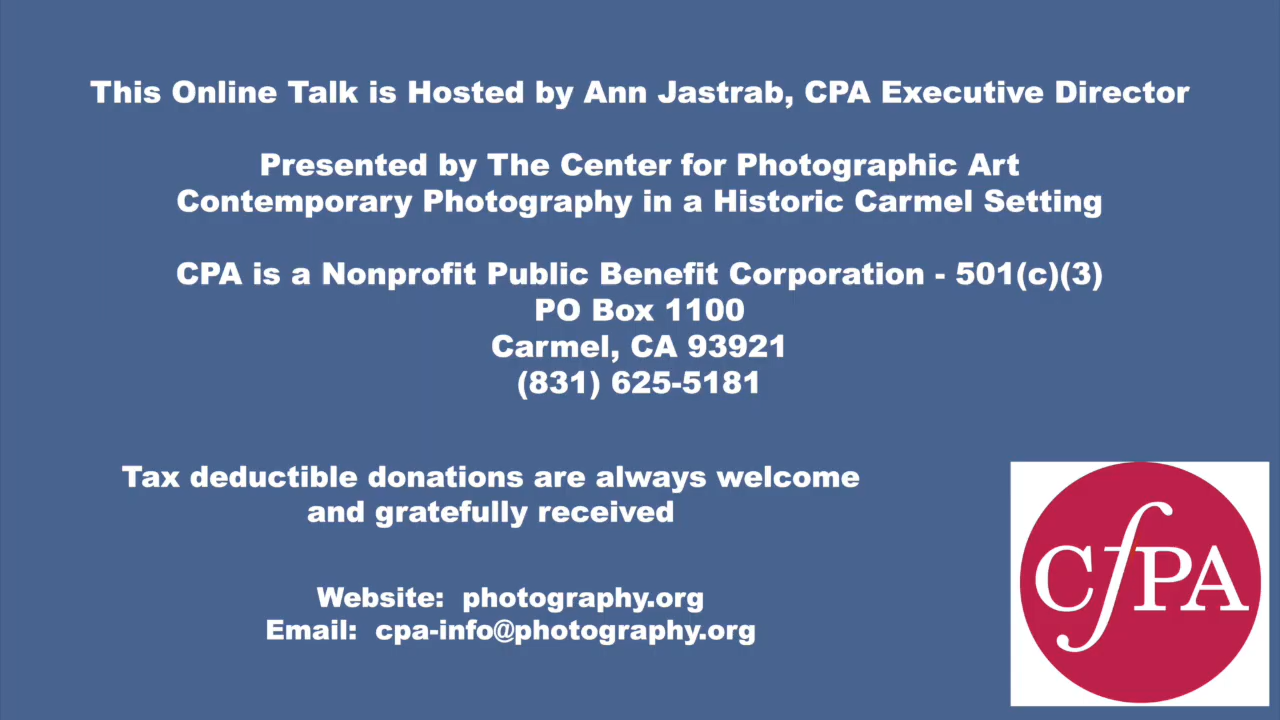 This Online Talk is Hosted by Ann Jastrab, CPA Executive Director
Presented by The Center for Photographic Art
Contemporary Photography in a Historic Carmel Setting
CPA is a Nonprofit Public Benefit Corporation - 501(c)(3)
PO Box 1100
Carmel, CA 93921
(831) 625-5181
Tax deductible donations are always welcome
and gratefully received
Website: photography.org
Email: cpa-info@photography.org
CfPA